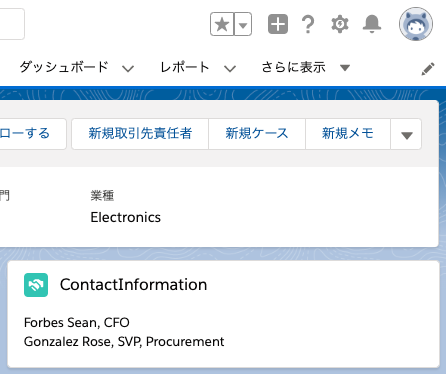 ダッシュボード
レポート
さらに表示
ローする
新規取引先責任者
新規ケース
新規メモ
門
業種
Electronics
ContactInformation
Forbes Sean, CFO
Gonzalez Rose, SVP, Procurement